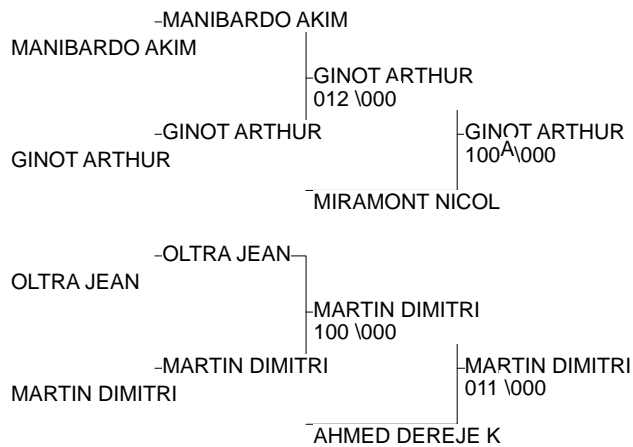 MANIBARDO AKIM
MANIBARDO AKIM
GINOT ARTHUR
012 \000
GINOT ARTHUR
GINOT ARTHUR
100A\000
GINOT ARTHUR
MIRAMONT NICOL
OLTRA JEAN
OLTRA JEAN
MARTIN DIMITRI
100 \000
MARTIN DIMITRI
MARTIN DIMITRI
011 \000
MARTIN DIMITRI
AHMED DEREJE K